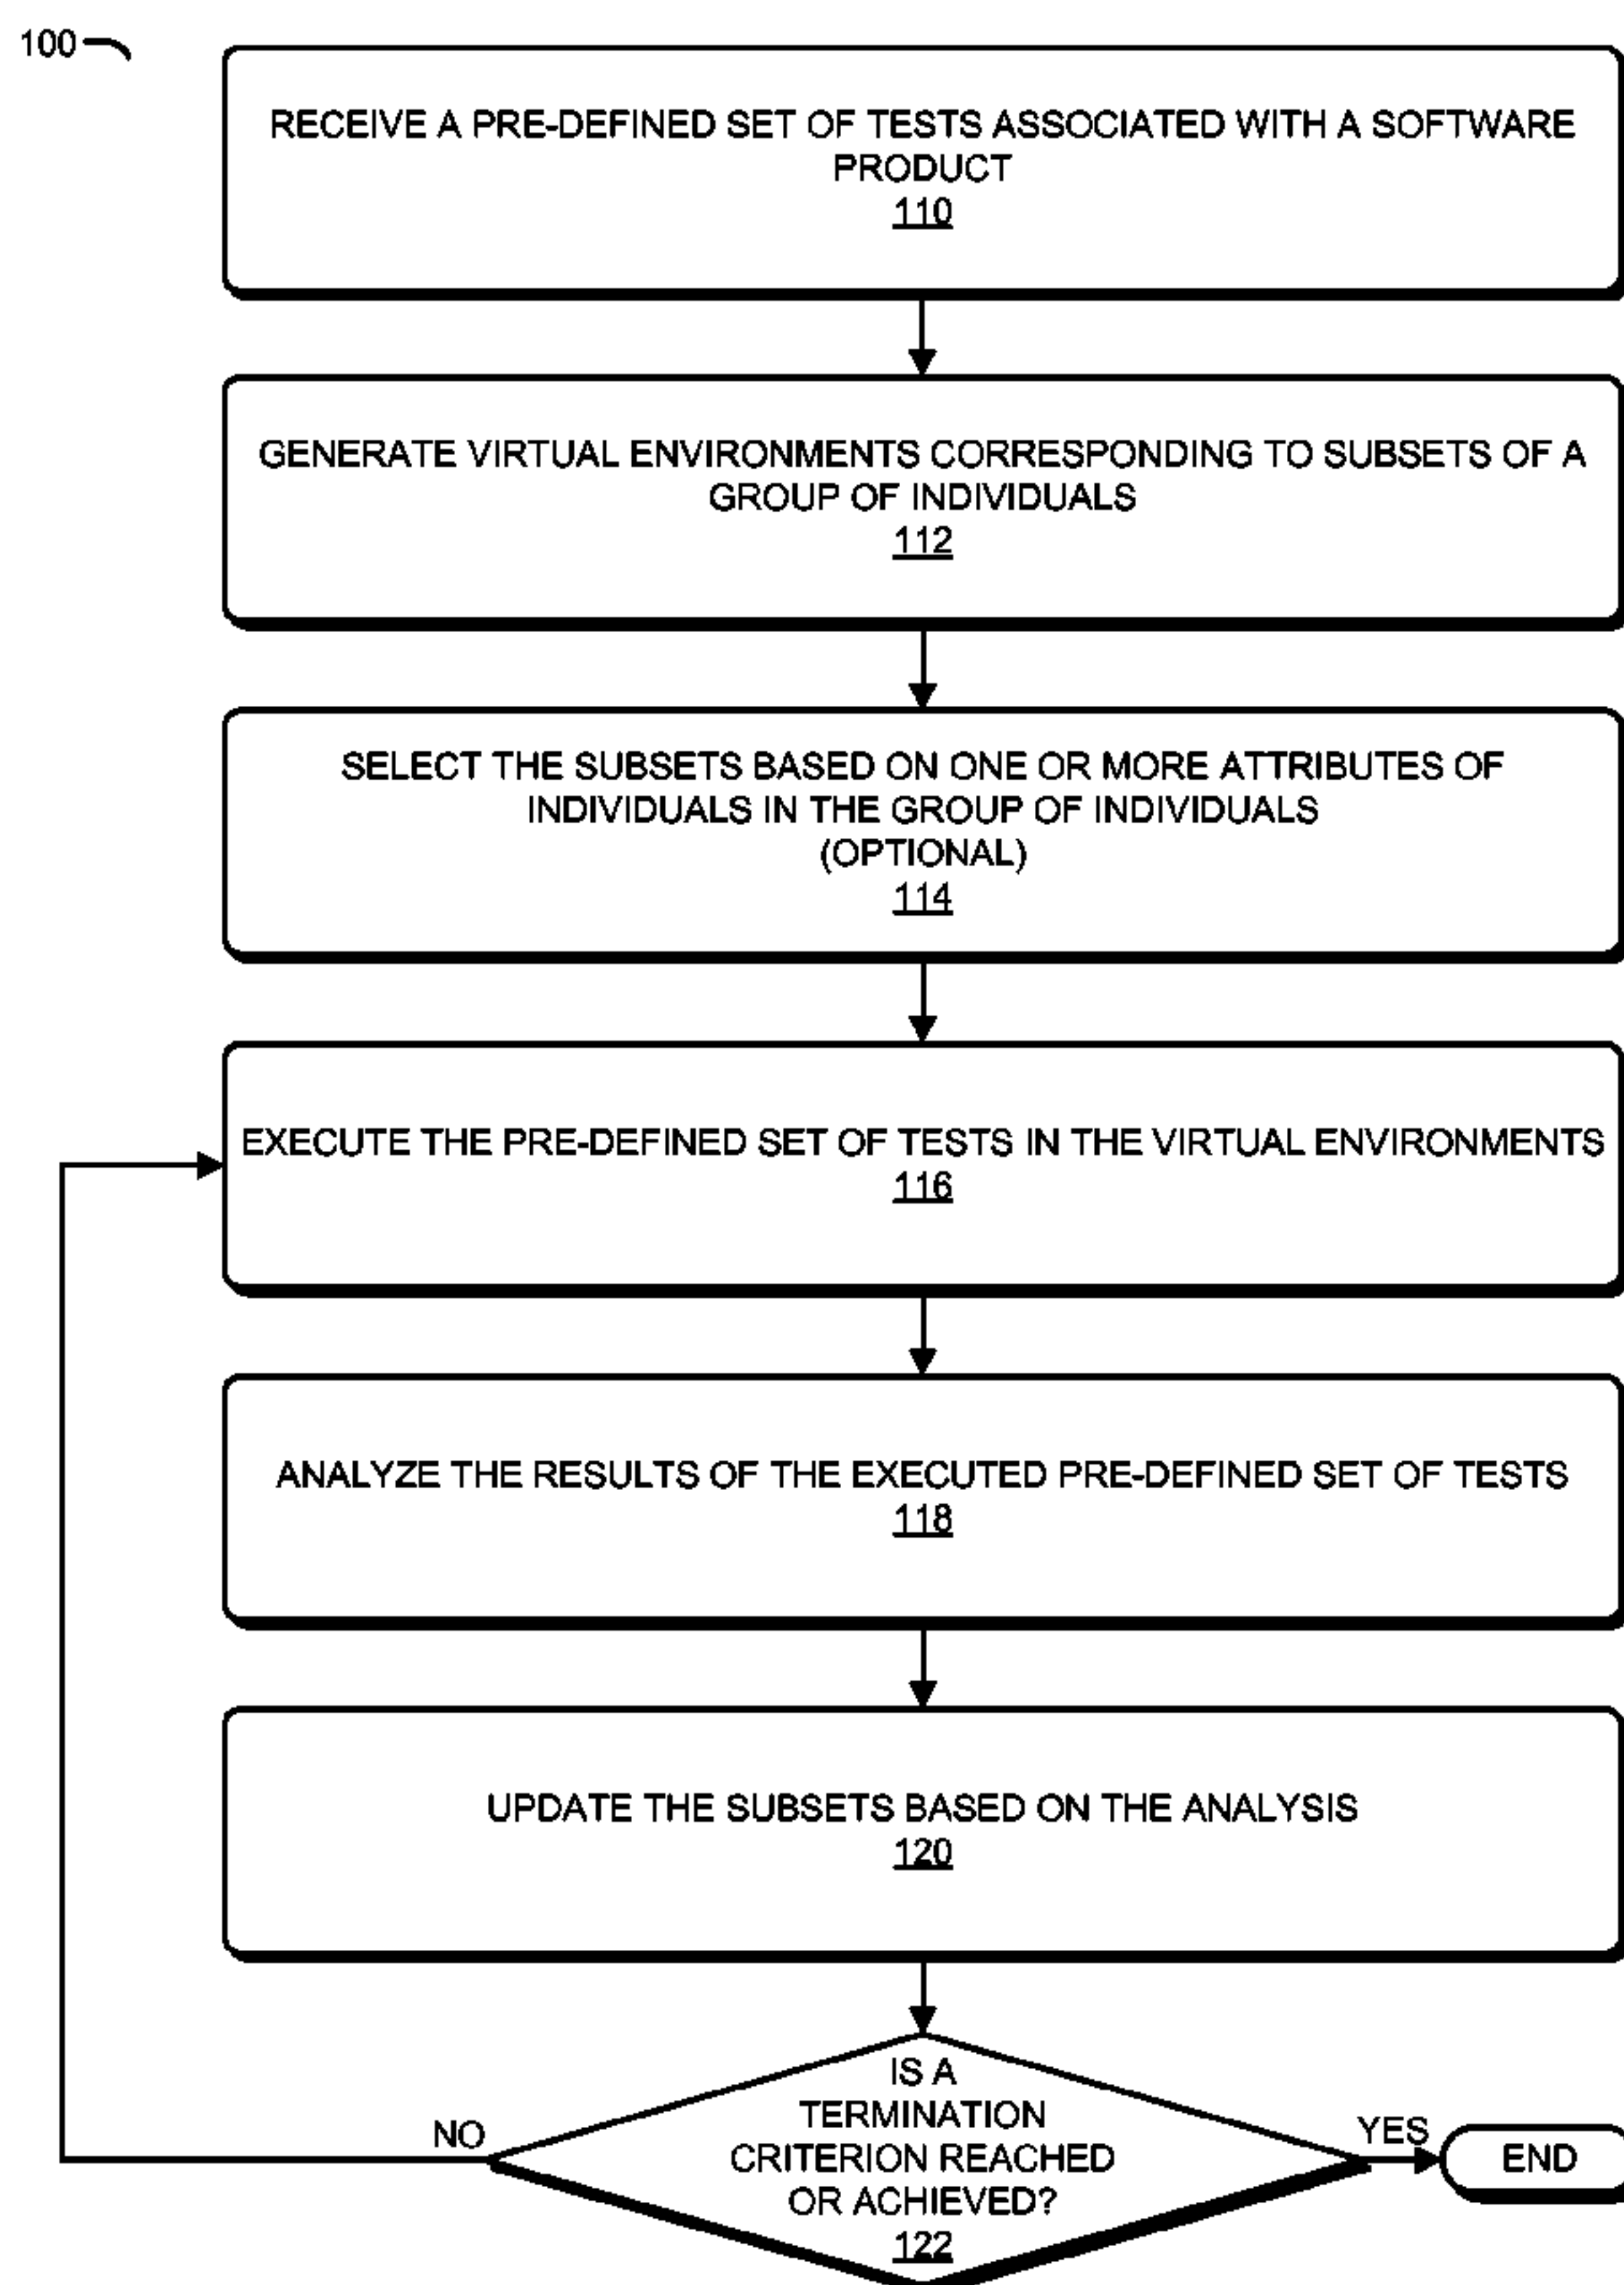 100
RECEIVE A PRE-DEFINED SET OF TESTS ASSOCIATED WITH A SOFTWARE
PRODUCT
110
GENERATE VIRTUAL ENVIRONMENTS CORRESPONDING TO SUBSETS OF A
GROUP OF INDIVIDUALS
112
SELECT THE SUBSETS BASED ON ONE OR MORE ATTRIBUTES OF
INDIVIDUALS IN THE GROUP OF INDIVIDUALS
(OPTIONAL)
114
EXECUTE THE PRE-DEFINED SET OF TESTS IN THE VIRTUAL ENVIRONMENTS
116
ANALYZE THE RESULTS OF THE EXECUTED PRE-DEFINED SET OF TESTS
118
UPDATE THE SUBSETS BASED ON THE ANALYSIS
120
IS A
TERMINATION
CRITERION REACHED
OR ACHIEVED?
122
NO
YES
END